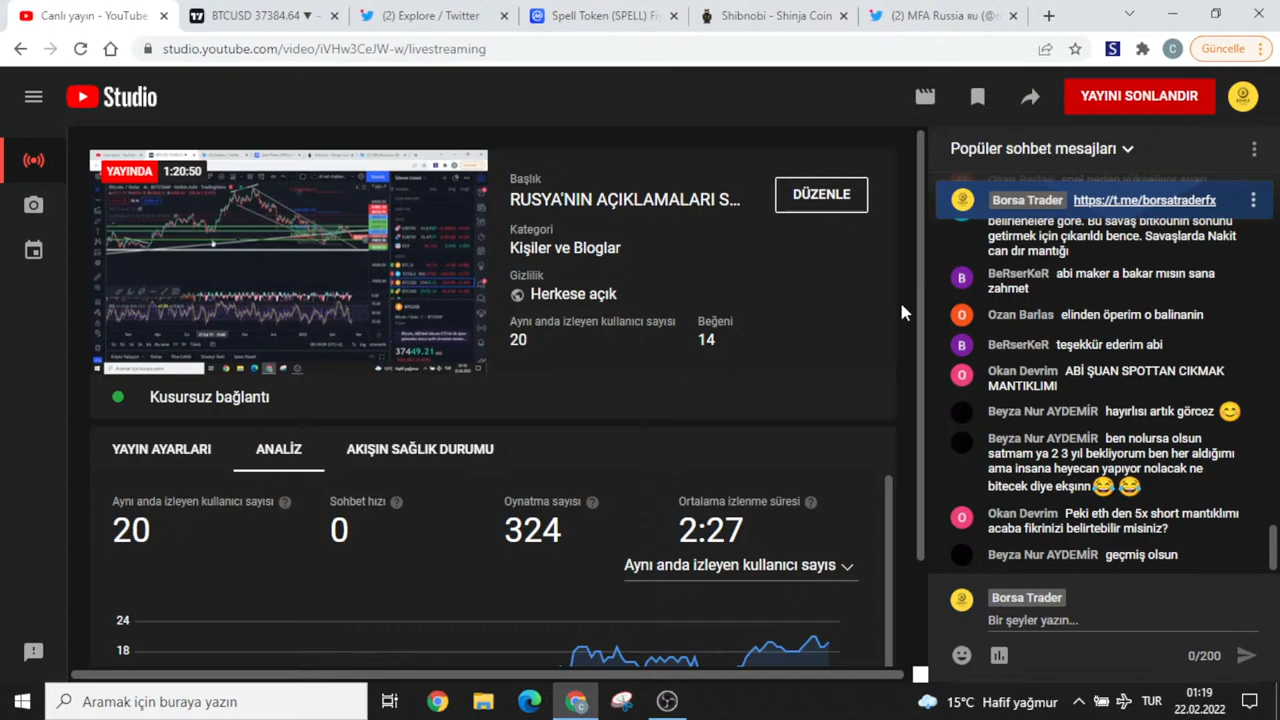 Canlı yayın - YouTube
BTCUSD 37384.64 ▼
(2) Explore / Twitter
Spell Token (SPELL) Fi
Shibnobi - Shinja Coin
(2) MFA Russia
studio.youtube.com/video/iVHw3CeJW-w/livestreaming
Güncelle
Studio
YAYINI SONLANDIR
YAYINDA 1:20:50
37449.21
Başlık
RUSYA'NIN AÇIKLAMALARI S...
DÜZENLE
Kategori
Kişiler ve Bloglar
Gizlilik
Herkese açık
Aynı anda izleyen kullanıcı sayısı
Beğeni
20
14
Kusursuz bağlantı
YAYIN AYARLARI
ANALİZ
AKIŞIN SAĞLIK DURUMU
Aynı anda izleyen kullanıcı sayısı
Sohbet hızı
Oynatma sayısı
Ortalama izlenme süresi
20
0
324
2:27
Aynı anda izleyen kullanıcı sayıs
24
18
Popüler sohbet mesajları
Borsa Trader https://t.me/borsatraderfx
belirlenelere göre. Bu savaş bitkoının sonunu
getirmek için çıkarıldı bence. Savaşlarda Nakit
can dır mantığı
B BeRserKeR abi maker a bakar mısın sana
zahmet
O Ozan Barlas elinden öperim o balinanin
B BeRserKeR teşekkür ederim abi
O Okan Devrim ABİ ŞUAN SPOTTAN CIKMAK
MANTIKLIMI
Beyza Nur AYDEMİR hayırlısı artık görcez 😊
Beyza Nur AYDEMİR ben nolursa olsun
satmam ya 2 3 yıl bekliyorum ben her aldığımı
ama insana heyecan yapıyor nolacak ne
bitecek diye ekşınn😂😂
O Okan Devrim Peki eth den 5x short mantıklımı
acaba fikrinizi belirtebilir misiniz?
Beyza Nur AYDEMİR geçmiş olsun
Borsa Trader
Bir şeyler yazın...
0/200
Aramak için buraya yazın
15°C Hafif yağmur
TUR
01:19
22.02.2022